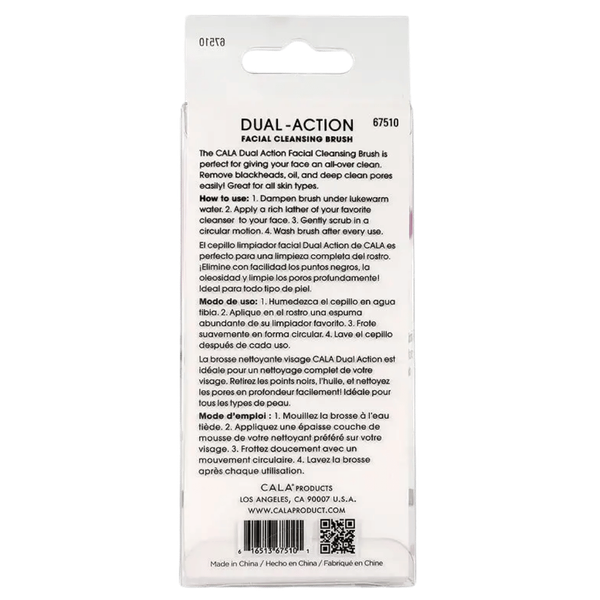 67510
DUAL-ACTION 67510
FACIAL CLEANSING BRUSH
The CALA Dual Action Facial Cleansing Brush is
perfect for giving your face an all-over clean.
Remove blackheads, oil, and deep clean pores
easily! Great for all skin types.
How to use: 1. Dampen brush under lukewarm
water. 2. Apply a rich lather of your favorite
cleanser to your face. 3. Gently scrub in a
circular motion. 4. Wash brush after every use.
El cepillo limpiador facial Dual Action de CALA es
perfecto para una limpieza completa del rostro.
¡Elimine con facilidad los puntos negros, la
oleosidad y limpie los poros profundamente!
Ideal para todo tipo de piel.
Modo de uso: 1. Humedezca el cepillo en agua
tibia. 2. Aplique en el rostro una espuma
abundante de su limpiador favorito. 3. Frote
suavemente en forma circular. 4. Lave el cepillo
después de cada uso.
La brosse nettoyante visage CALA Dual Action est
idéale pour un nettoyage complet de votre
visage. Retirez les points noirs, l'huile, et nettoyez
les pores en profondeur facilement! Idéale pour
tous les types de peau.
Mode d'emploi : 1. Mouillez la brosse à l'eau
tiède. 2. Appliquez une épaisse couche de
mousse de votre nettoyant préféré sur votre
visage. 3. Frottez doucement avec un
mouvement circulaire. 4. Lavez la brosse
après chaque utilisation.
CALA® PRODUCTS
LOS ANGELES, CA 90007 U.S.A.
WWW.CALAPRODUCT.COM
6 16513 67510 1
Made in China / Hecho en China / Fabriqué en Chine